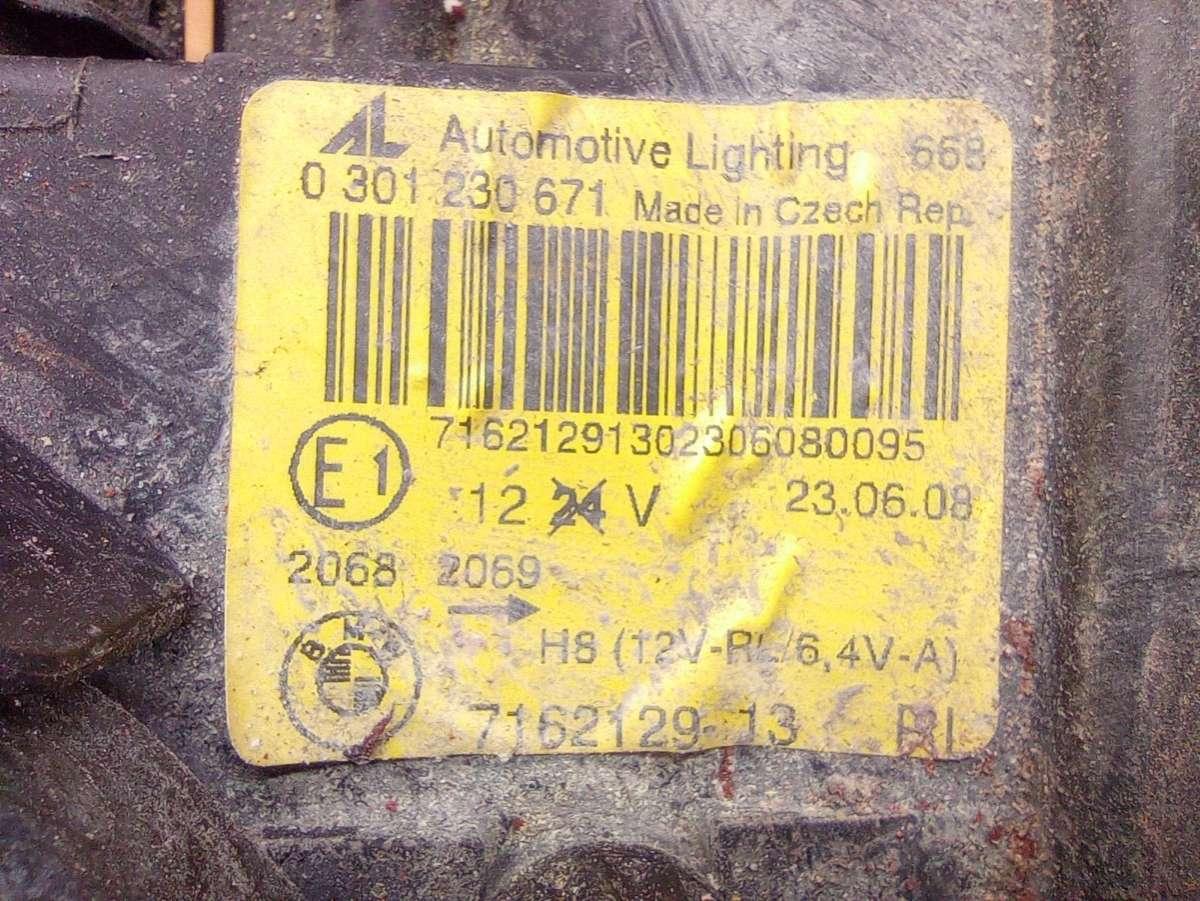 AL Automotive Lighting 668
0 301 230 671 Made in Czech Rep.
71621291302306080095
E1 12 24 V 23.06.08
2068 2069
H8 (12V-RL/6,4V-A)
7162129-13